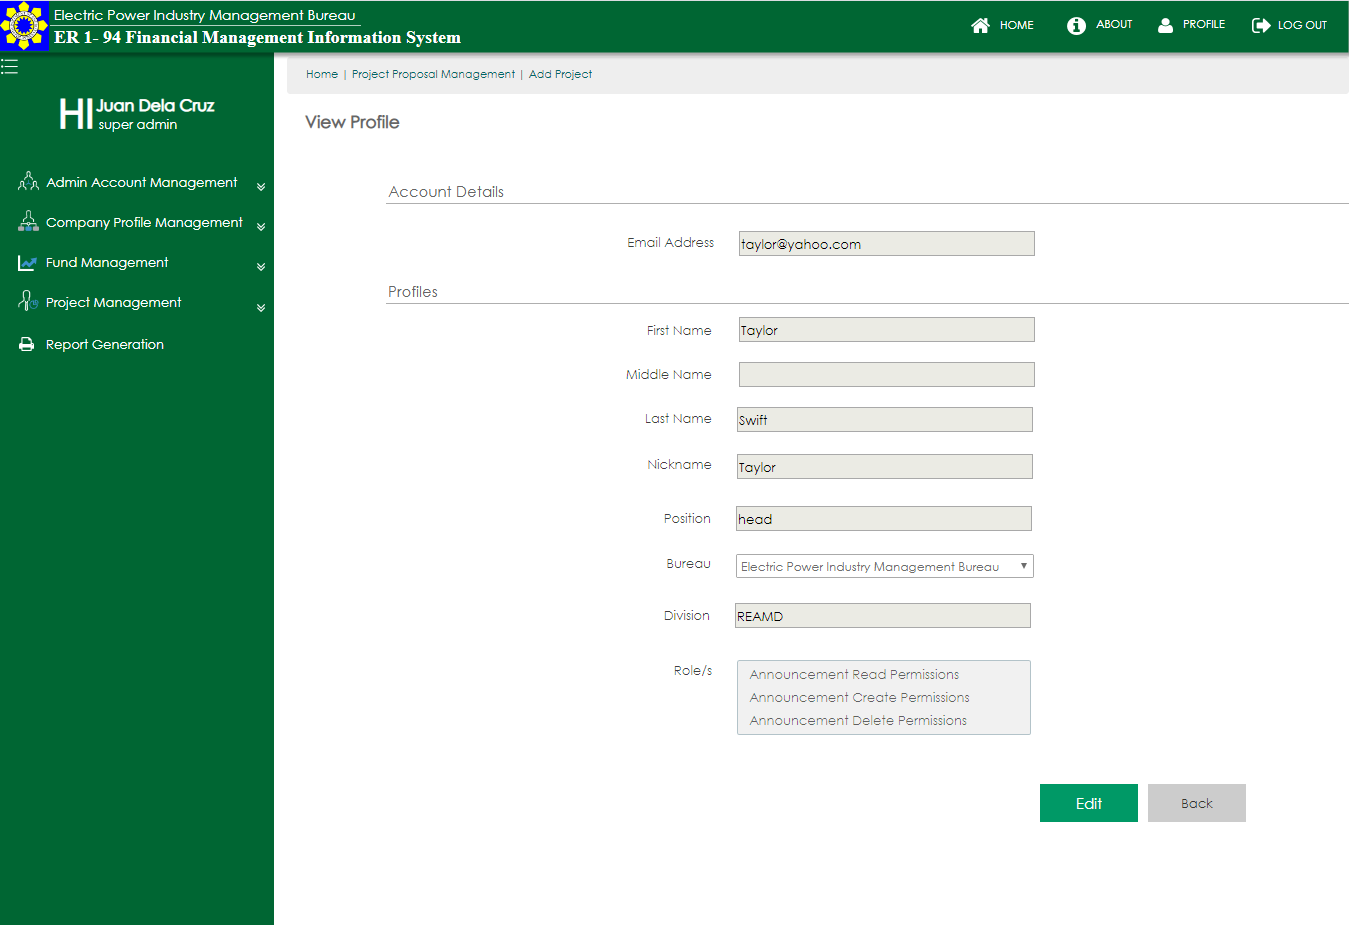 Electric Power Industry Management Bureau
ER 1- 94 Financial Management Information System
HOME
ABOUT
PROFILE
LOG OUT
Home | Project Proposal Management | Add Project
HI Juan Dela Cruz
super admin
Admin Account Management
Company Profile Management
Fund Management
Project Management
Report Generation
View Profile
Account Details
Email Address taylor@yahoo.com
Profiles
First Name Taylor
Middle Name
Last Name Swift
Nickname Taylor
Position head
Bureau Electric Power Industry Management Bureau
Division REAMD
Role/s Announcement Read Permissions
Announcement Create Permissions
Announcement Delete Permissions
Edit Back